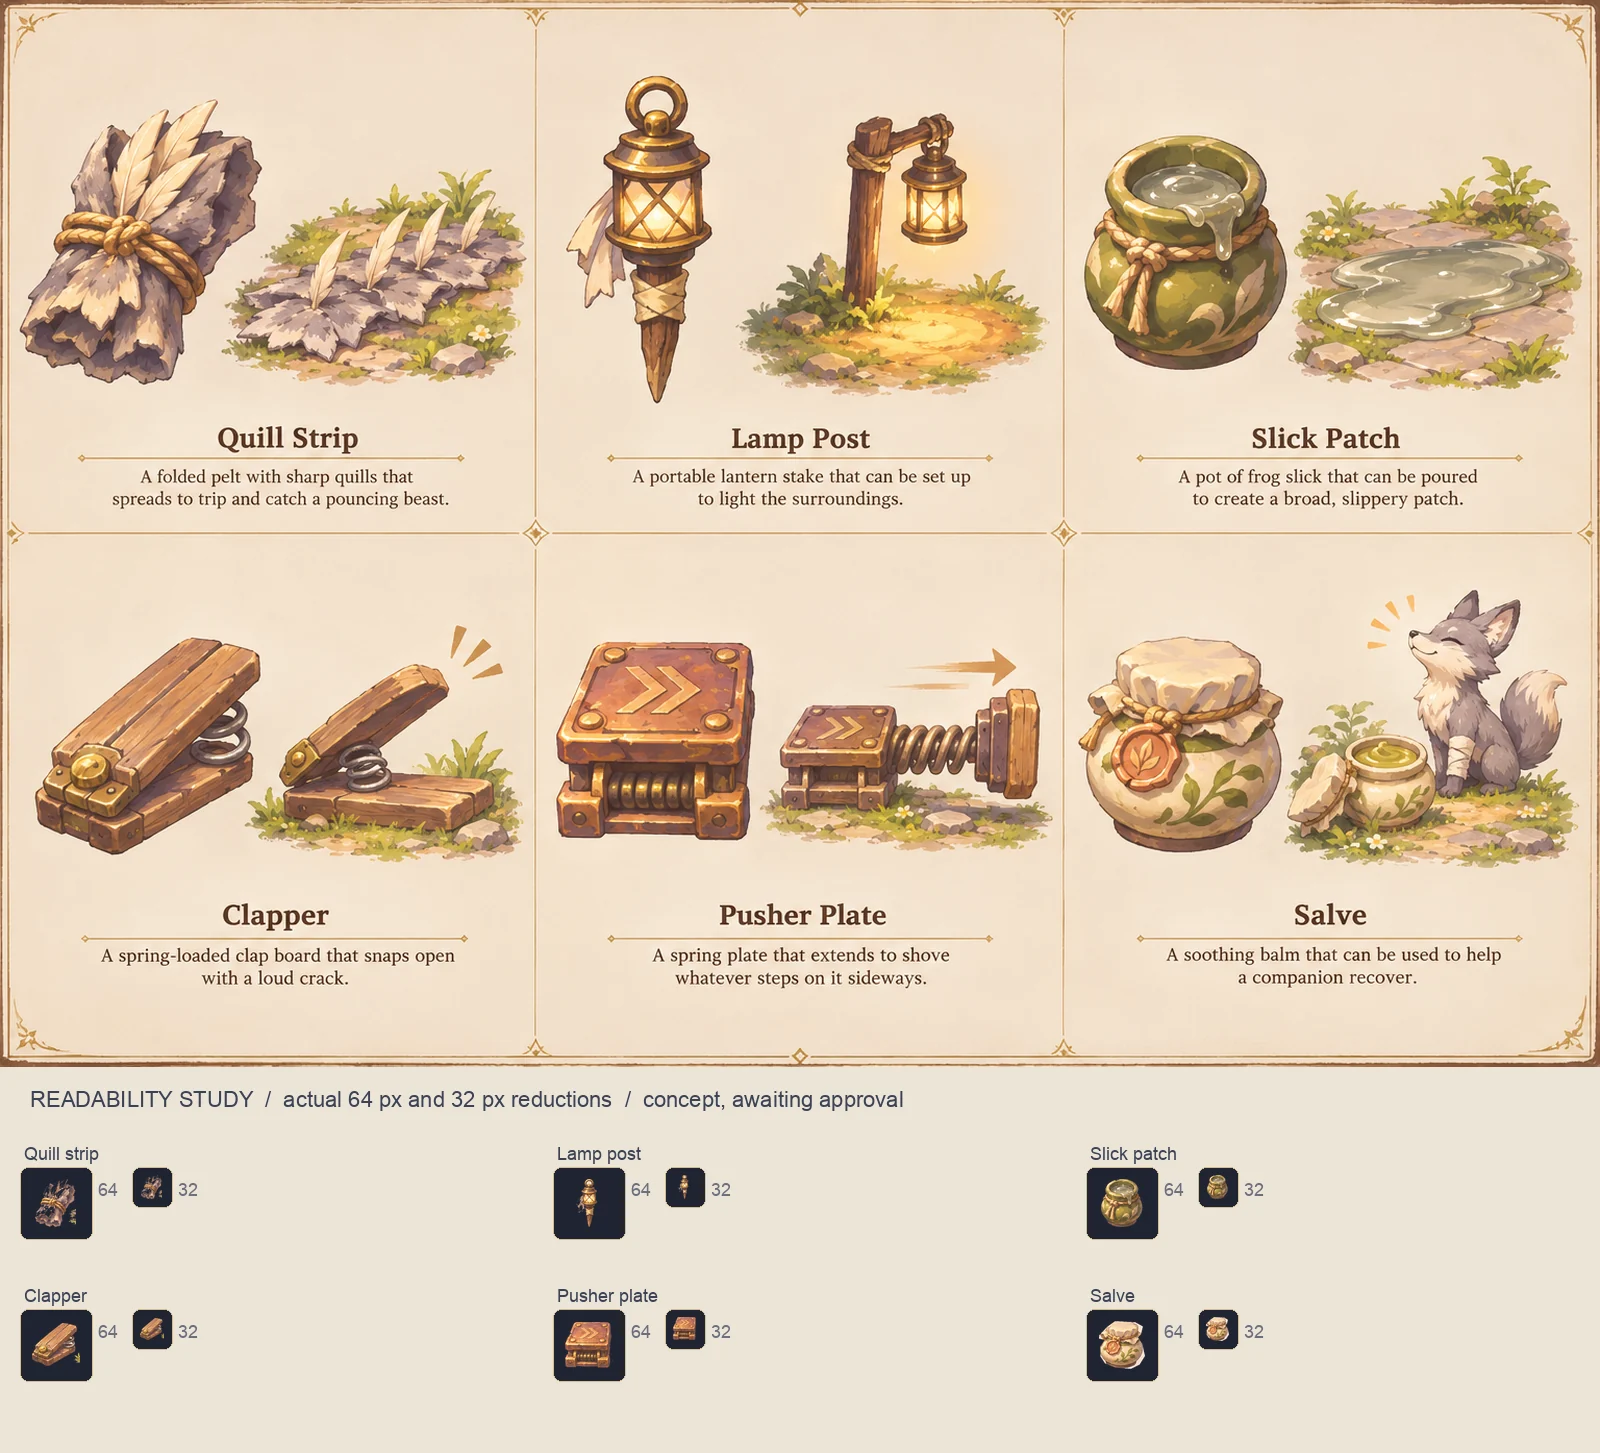 Quill Strip
A folded pelt with sharp quills that
spreads to trip and catch a pouncing beast.
Lamp Post
A portable lantern stake that can be set up
to light the surroundings.
Slick Patch
A pot of frog slick that can be poured
to create a broad, slippery patch.
Clapper
A spring-loaded clap board that snaps open
with a loud crack.
Pusher Plate
A spring plate that extends to shove
whatever steps on it sideways.
Salve
A soothing balm that can be used to help
a companion recover.
READABILITY STUDY / actual 64 px and 32 px reductions / concept, awaiting approval
Quill strip
64
32
Lamp post
64
32
Slick patch
64
32
Clapper
64
32
Pusher plate
64
32
Salve
64
32